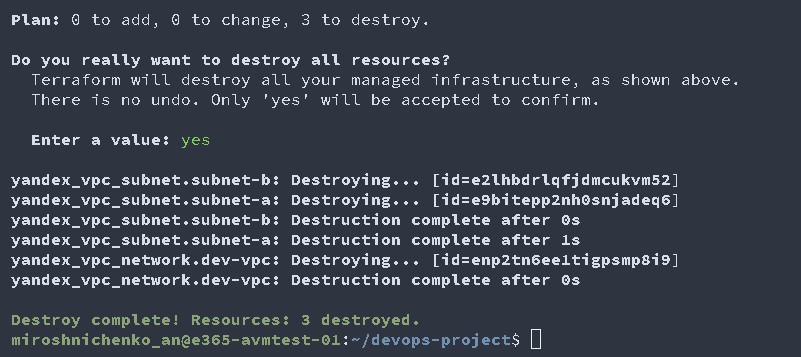 Plan: 0 to add, 0 to change, 3 to destroy.
Do you really want to destroy all resources?
Terraform will destroy all your managed infrastructure, as shown above.
There is no undo. Only 'yes' will be accepted to confirm.
Enter a value: yes
yandex_vpc_subnet.subnet-b: Destroying... [id=e2lhbdrlqfjdmcukvm52]
yandex_vpc_subnet.subnet-a: Destroying... [id=e9bitepp2nh0snjadeq6]
yandex_vpc_subnet.subnet-b: Destruction complete after 0s
yandex_vpc_subnet.subnet-a: Destruction complete after 1s
yandex_vpc_network.dev-vpc: Destroying... [id=enp2tn6ee1tigpsmp8i9]
yandex_vpc_network.dev-vpc: Destruction complete after 0s
Destroy complete! Resources: 3 destroyed.
miroshnichenko_an@e365-avmtest-01:~/devops-project$